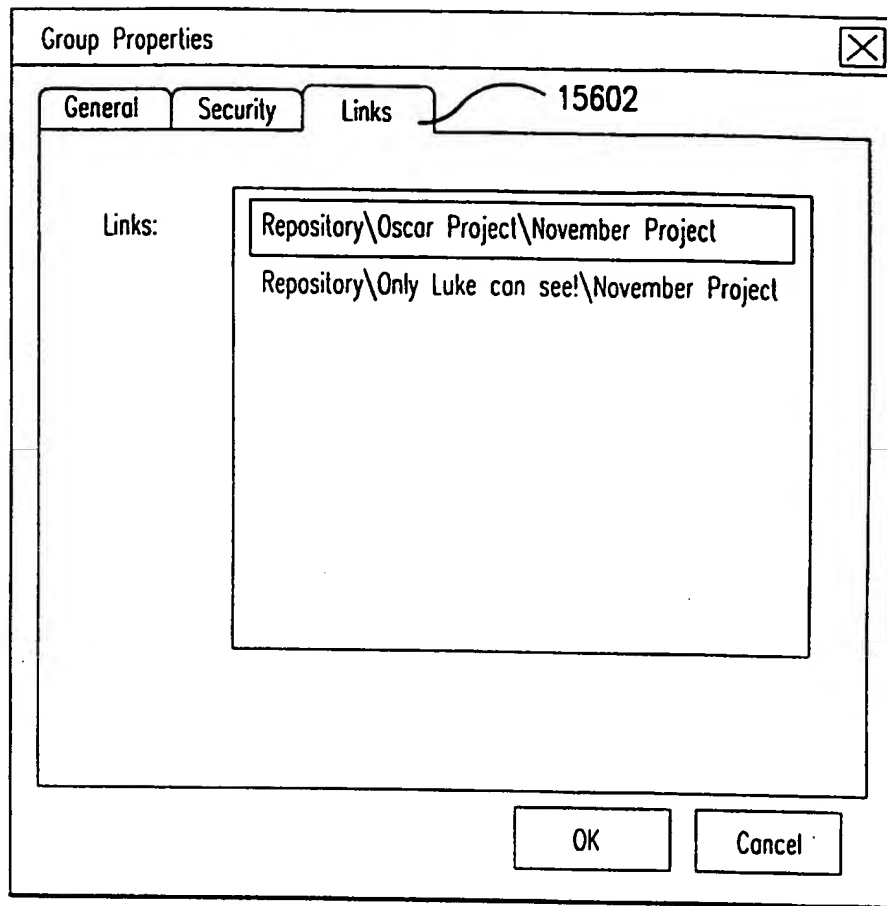 Group Properties
General Security Links 15602
Links:
Repository\Oscar Project\November Project
Repository\Only Luke can see!\November Project
OK Cancel